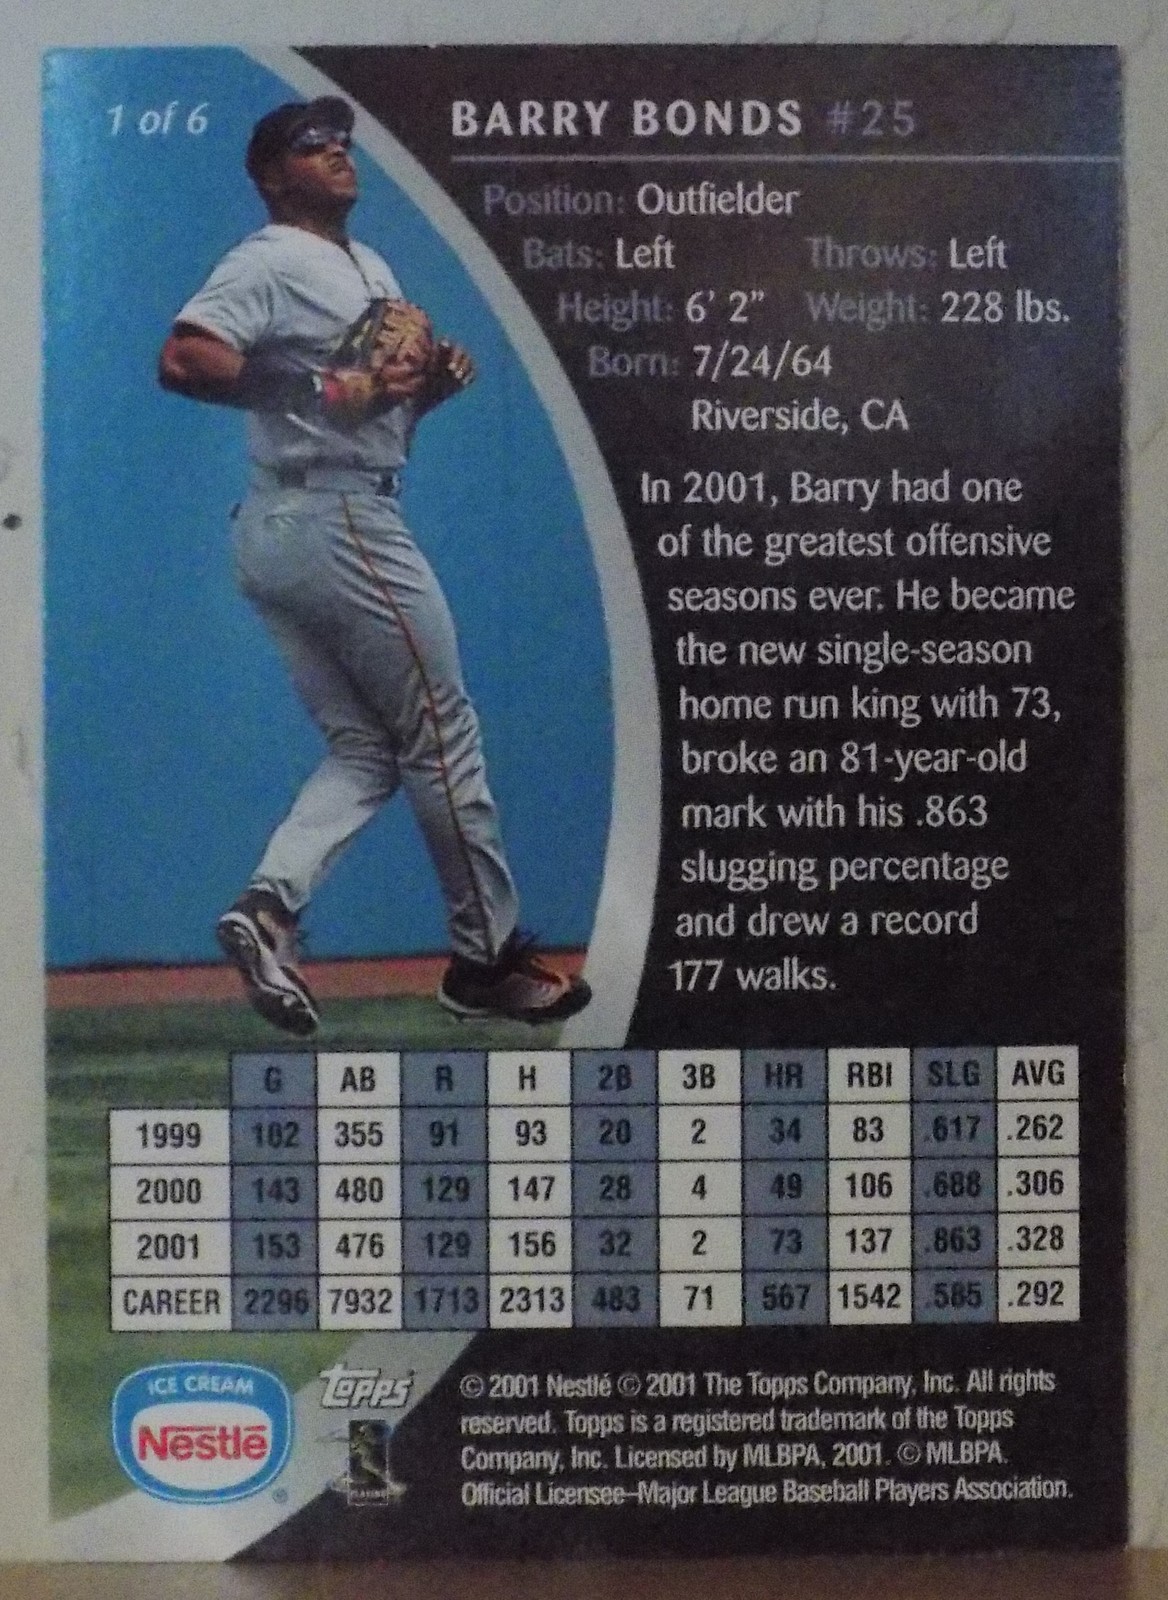 1 of 6
BARRY BONDS #25
Position: Outfielder
Bats: Left Throws: Left
Height: 6' 2" Weight: 228 lbs.
Born: 7/24/64
Riverside, CA
In 2001, Barry had one
of the greatest offensive
seasons ever. He became
the new single-season
home run king with 73,
broke an 81-year-old
mark with his .863
slugging percentage
and drew a record
177 walks.
G AB R H 2B 3B HR RBI SLG AVG
1999 102 355 91 93 20 2 34 83 .617 .262
2000 143 480 129 147 28 4 49 106 .688 .306
2001 153 476 129 156 32 2 73 137 .863 .328
CAREER 2296 7932 1713 2313 483 71 567 1542 .585 .292
ICE CREAM
Nestlé
®
Topps
© 2001 Nestlé © 2001 The Topps Company, Inc. All rights
reserved. Topps is a registered trademark of the Topps
Company, Inc. Licensed by MLBPA, 2001. © MLBPA.
Official Licensee–Major League Baseball Players Association.